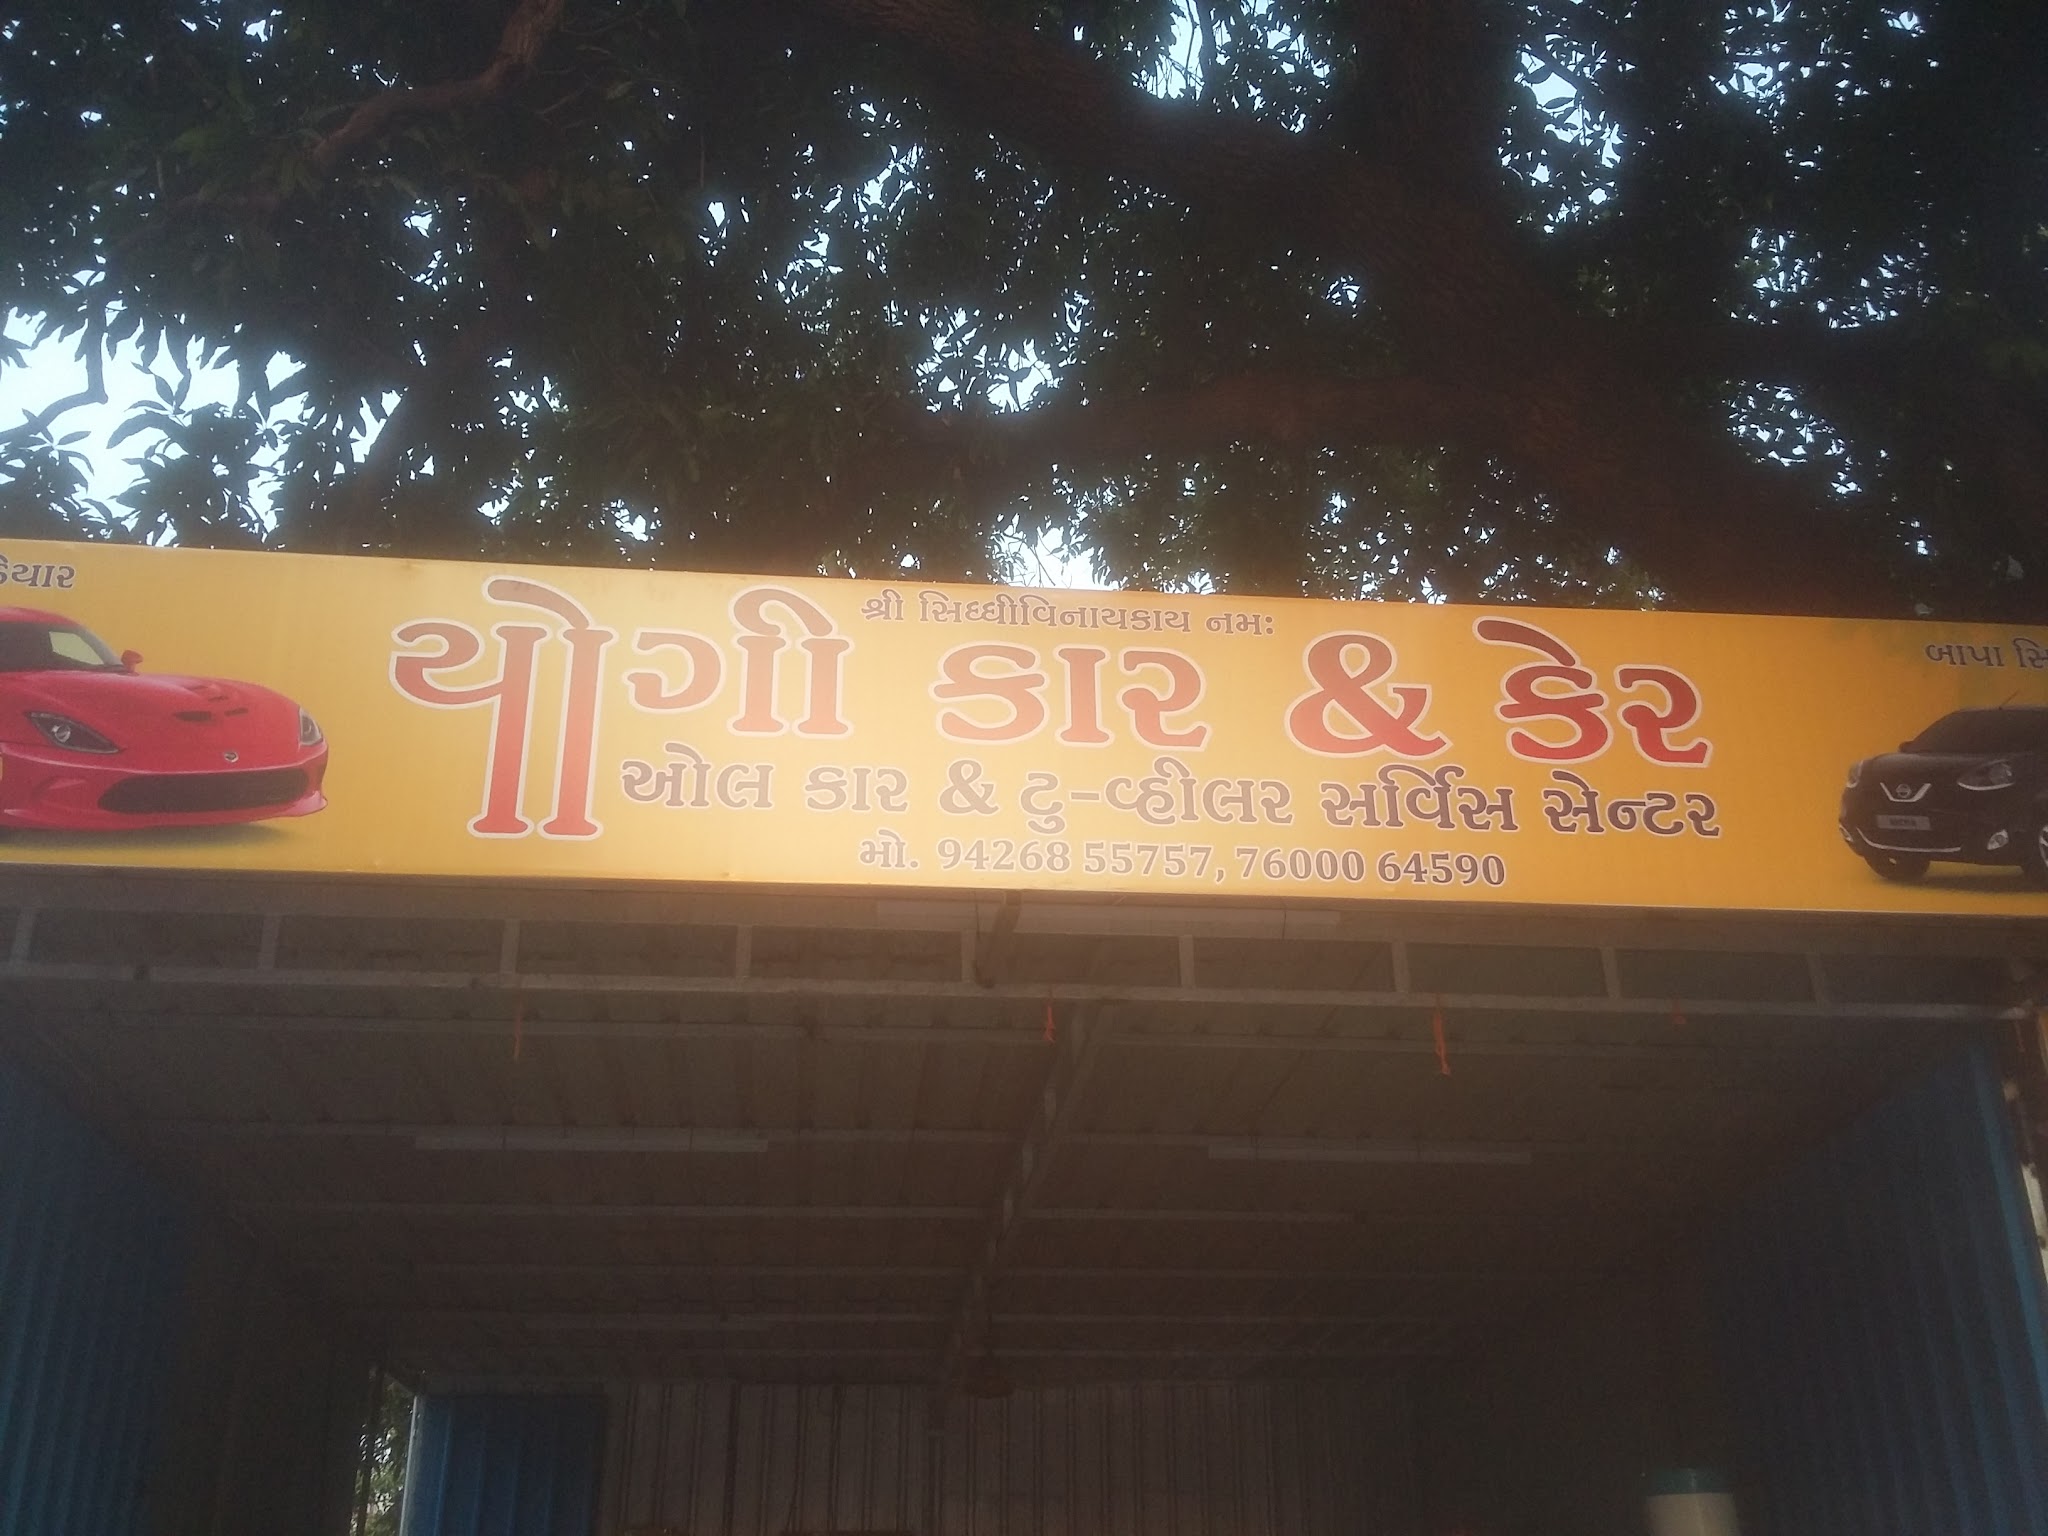 શ્રી સિધ્ધીવિનાયકાય નમઃ
યોગી કાર & કેર
ઓલ કાર & ટુ-વ્હીલર સર્વિસ સેન્ટર
મો. 94268 55757, 76000 64590
બાપા